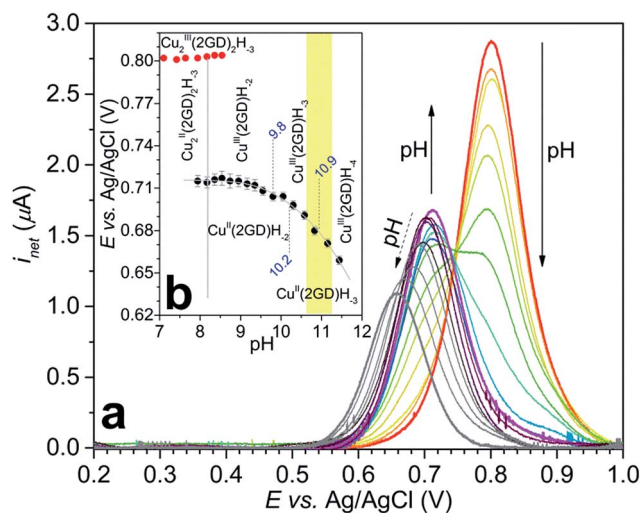 3.0
2.5
2.0
1.5
1.0
0.5
0.0
i_net (μA)
0.2 0.3 0.4 0.5 0.6 0.7 0.8 0.9 1.0
E vs. Ag/AgCl (V)
a
pH
pH
pH
0.80
0.76
0.72
0.68
0.65
0.62
E vs. Ag/AgCl (V)
7 8 9 10 11 12
pH
b
Cu₂ᴵᴵᴵ(2GD)₂H₋₃
Cu₂ᴵᴵ(2GD)₂H₋₃
Cuᴵᴵᴵ(2GD)H₋₂
9.8
Cuᴵᴵᴵ(2GD)H₋₃
10.9
Cuᴵᴵᴵ(2GD)H₋₄
Cuᴵᴵ(2GD)H₋₂
10.2
Cuᴵᴵ(2GD)H₋₃